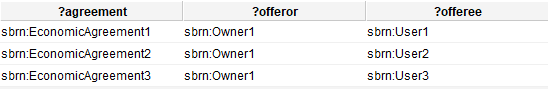 ?agreement ?offeror ?offeree
sbrn:EconomicAgreement1 sbrn:Owner1 sbrn:User1
sbrn:EconomicAgreement2 sbrn:Owner1 sbrn:User2
sbrn:EconomicAgreement3 sbrn:Owner1 sbrn:User3